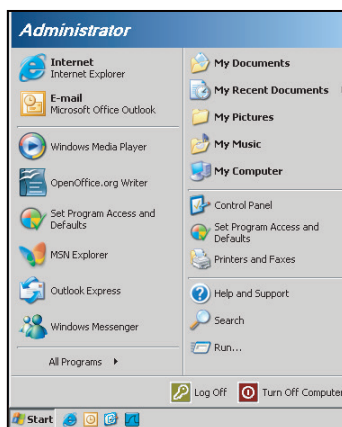 Administrator
Internet
Internet Explorer
E-mail
Microsoft Office Outlook
Windows Media Player
OpenOffice.org Writer
Set Program Access and
Defaults
MSN Explorer
Outlook Express
Windows Messenger
All Programs
My Documents
My Recent Documents
My Pictures
My Music
My Computer
Control Panel
Set Program Access and
Defaults
Printers and Faxes
Help and Support
Search
Run...
Log Off
Turn Off Computer
Start